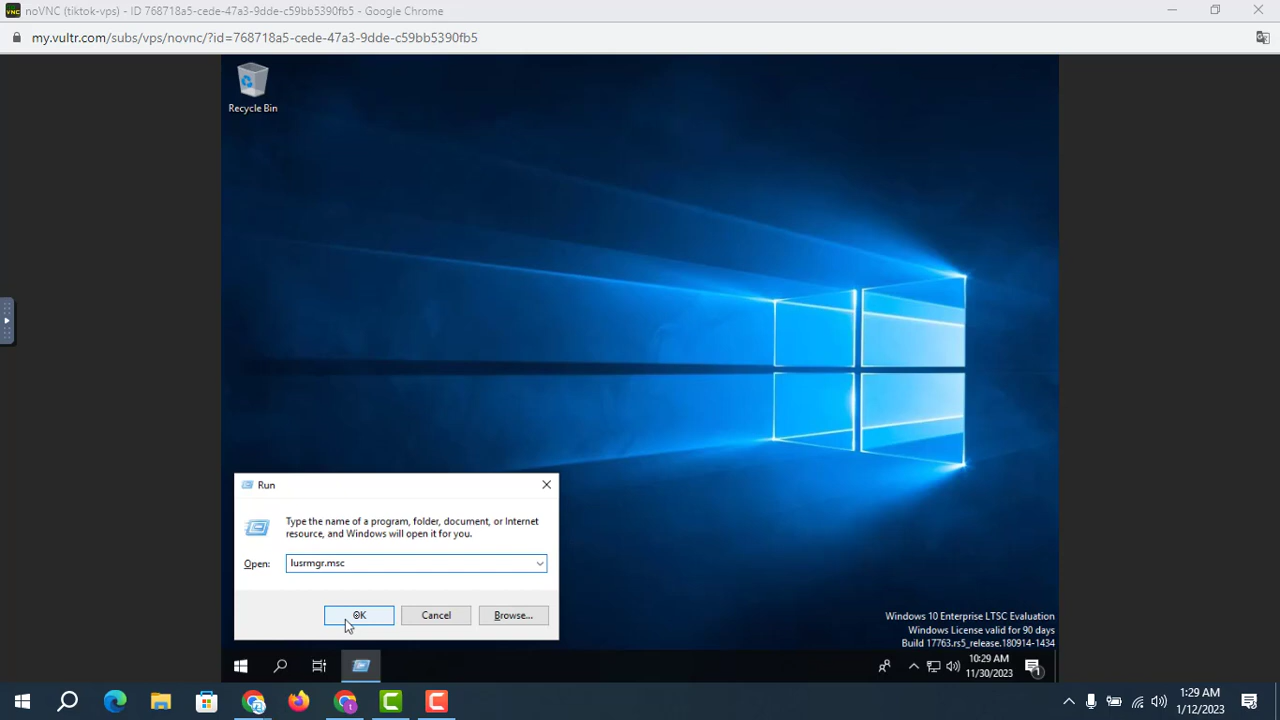 noVNC (tiktok-vps) - ID 768718a5-cede-47a3-9dde-c59bb5390fb5 - Google Chrome
my.vultr.com/subs/vps/novnc/?id=768718a5-cede-47a3-9dde-c59bb5390fb5
Recycle Bin
Run
Type the name of a program, folder, document, or Internet
resource, and Windows will open it for you.
Open: lusrmgr.msc
OK Cancel Browse...
Windows 10 Enterprise LTSC Evaluation
Windows License valid for 90 days
Build 17763.rs5_release.180914-1434
10:29 AM
11/30/2023
1:29 AM
1/12/2023